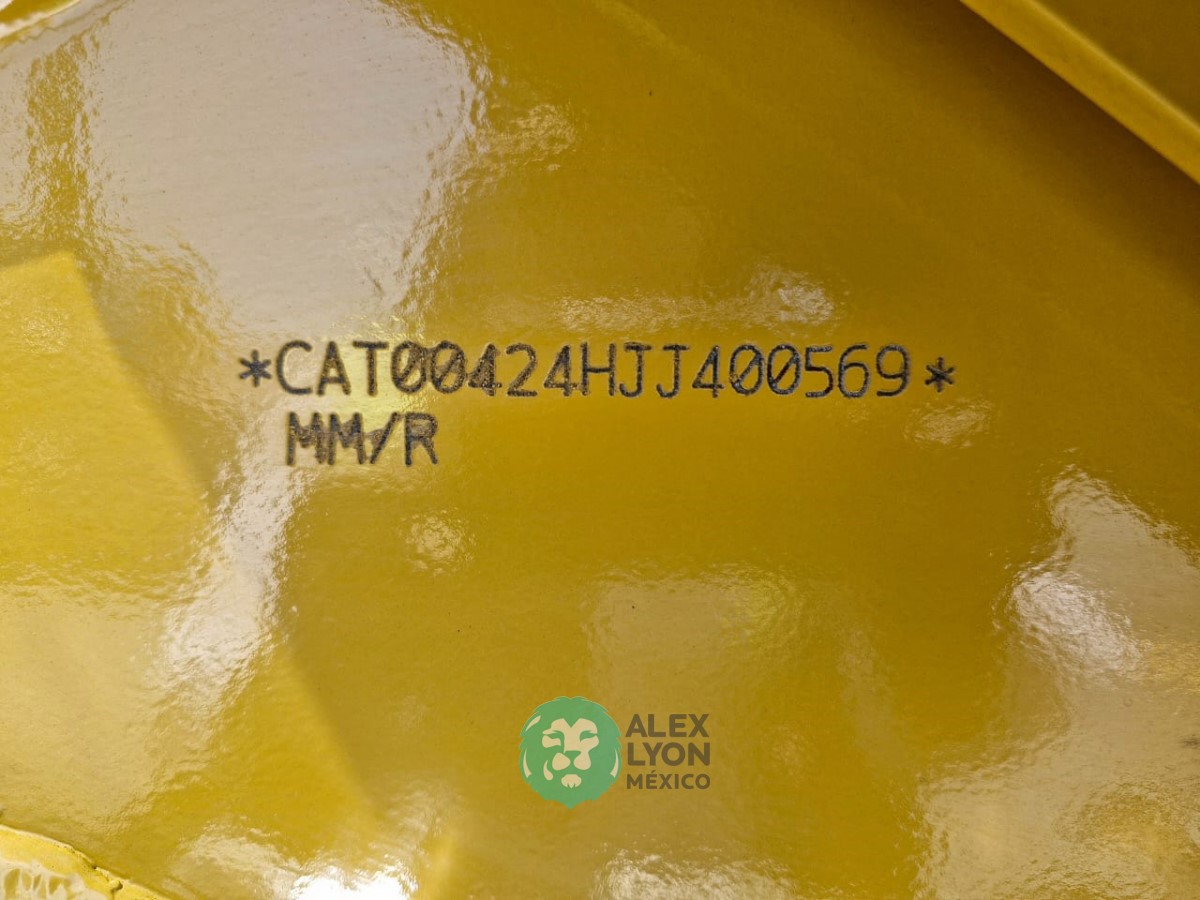 *CAT00424HJJ400569*
MM/R
ALEX
LYON
MÉXICO